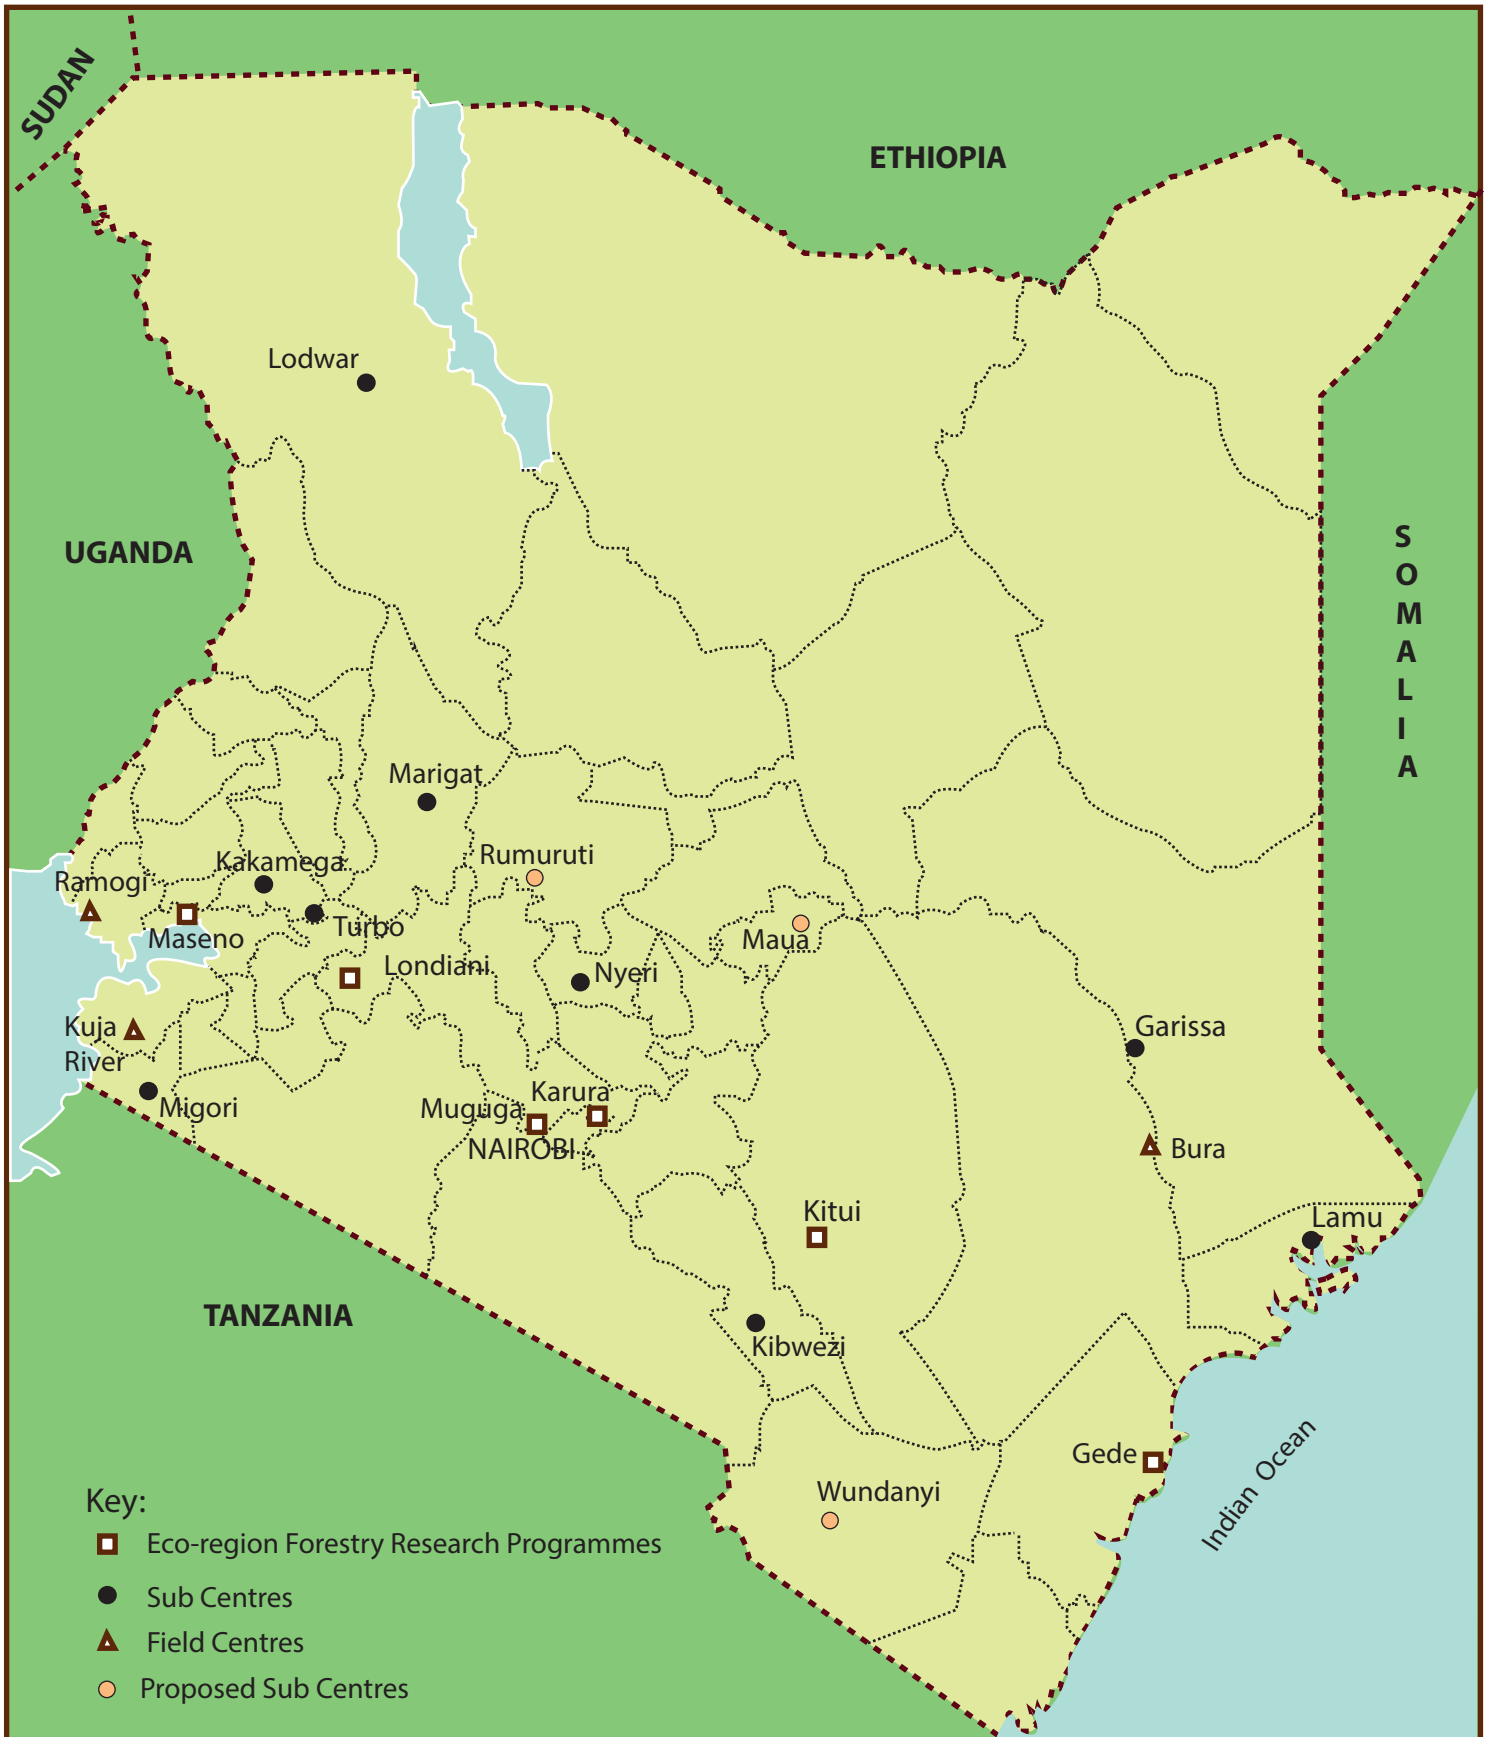 SUDAN
ETHIOPIA
Lodwar
UGANDA
SOMALIA
Marigat
Rumuruti
Kakamega
Ramogi
Turbo
Maseno
Maua
Londiani
Nyeri
Kuja
River
Garissa
Migori
Karura
Muguga
NAIROBI
Bura
Kitui
Lamu
TANZANIA
Kibwezi
Gede
Wundanyi
Indian Ocean
Key:
Eco-region Forestry Research Programmes
Sub Centres
Field Centres
Proposed Sub Centres